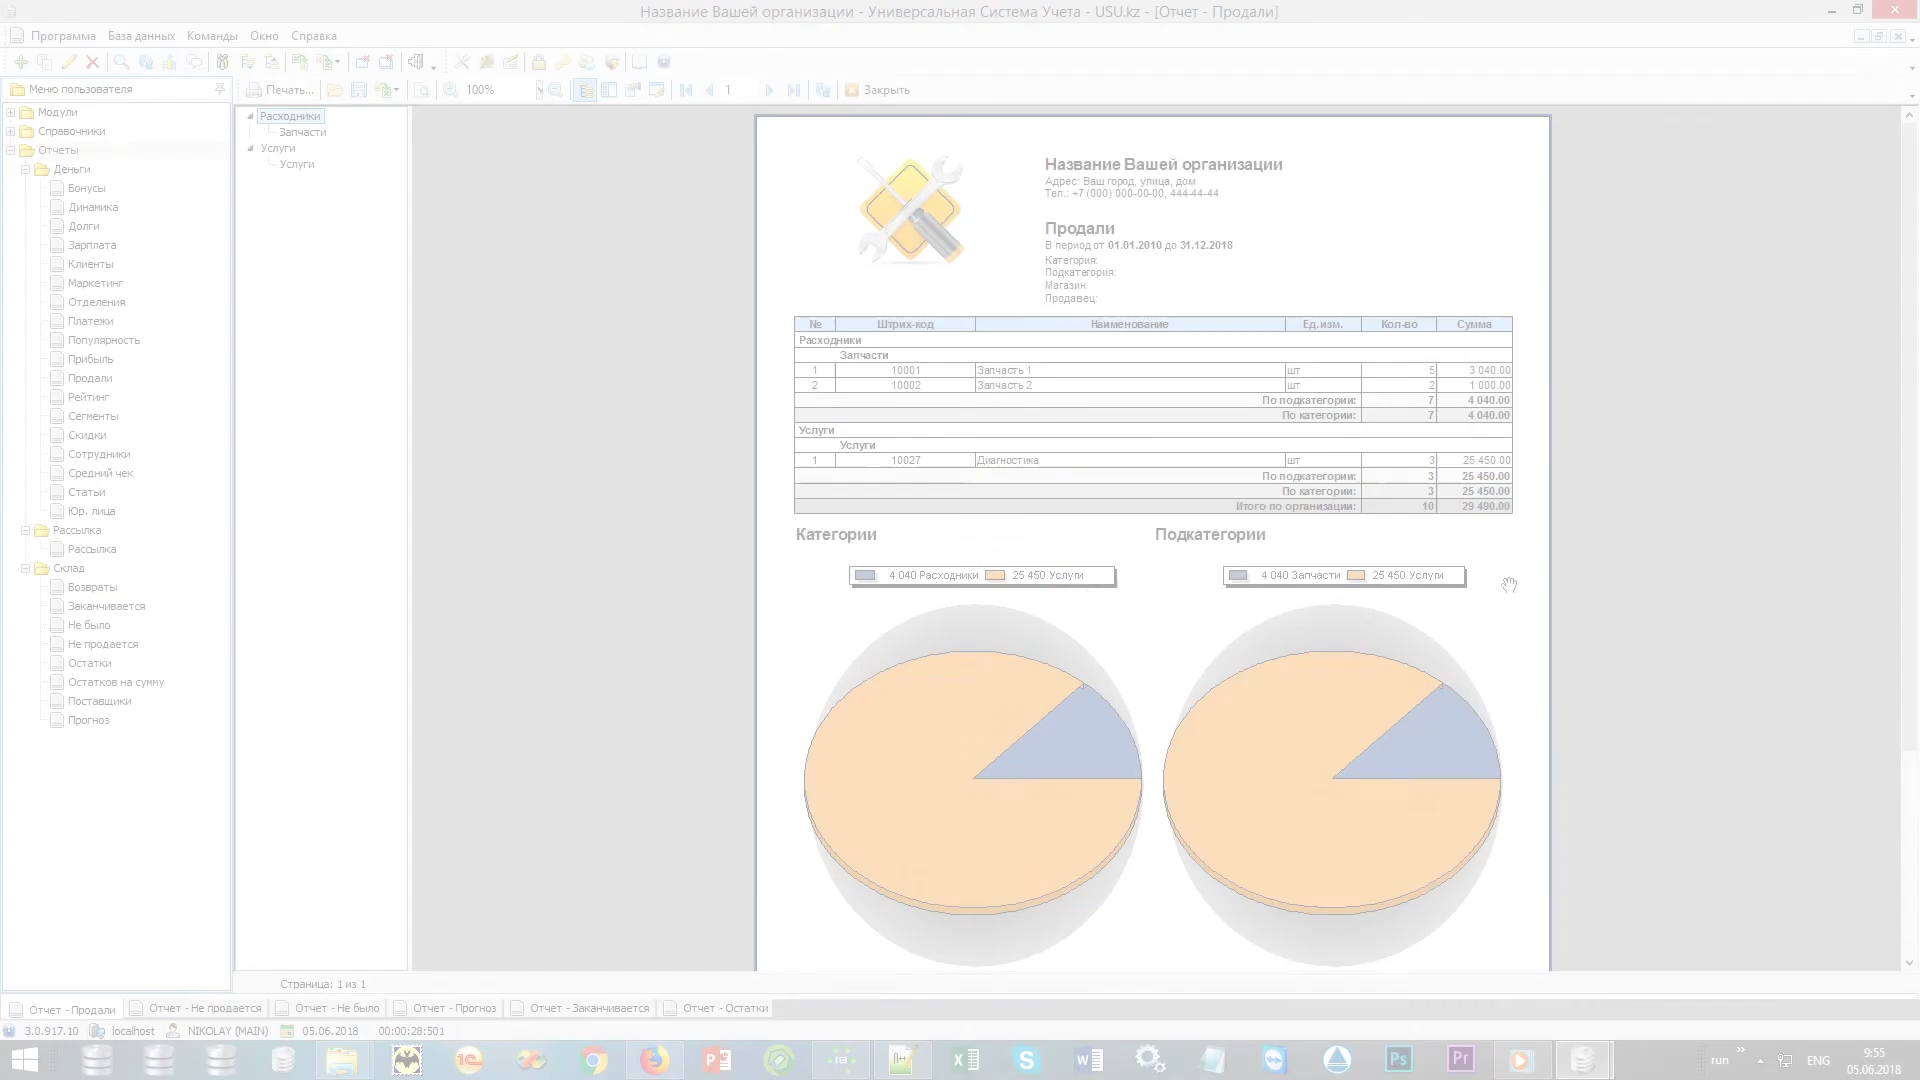 Название Вашей организации - Универсальная Система Учета - USU.kz - [Отчет - Продали]
Программа База данных Команды Окно Справка
Меню пользователя
Печать... 100% 1 Закрыть
Модули
Справочники
Отчеты
Деньги
Бонусы
Динамика
Долги
Зарплата
Клиенты
Маркетинг
Отделения
Платежи
Популярность
Прибыль
Продали
Рейтинг
Сегменты
Скидки
Сотрудники
Средний чек
Статьи
Юр. лица
Рассылка
Рассылка
Склад
Возвраты
Заканчивается
Не было
Не продается
Остатки
Остатков на сумму
Поставщики
Прогноз
Расходники
Запчасти
Услуги
Услуги
Название Вашей организации
Адрес: Ваш город, улица, дом
Тел.: +7 (000) 000-00-00, 444-44-44
Продали
В период от 01.01.2010 до 31.12.2018
Категория:
Подкатегория:
Магазин
Продавец:
№ Штрих-код Наименование Ед.изм. Кол-во Сумма
Расходники
Запчасти
1 10001 Запчасть 1 шт 5 3 040.00
2 10002 Запчасть 2 шт 2 1 000.00
По подкатегории: 7 4 040.00
По категории: 7 4 040.00
Услуги
Услуги
1 10027 Диагностика шт 3 25 450.00
По подкатегории: 3 25 450.00
По категории: 3 25 450.00
Итого по организации: 10 29 490.00
Категории Подкатегории
4 040 Расходники 25 450 Услуги 4 040 Запчасти 25 450 Услуги
Страница: 1 из 1
Отчет - Продали Отчет - Не продается Отчет - Не было Отчет - Прогноз Отчет - Заканчивается Отчет - Остатки
3.0.917.10 localhost NIKOLAY (MAIN) 05.06.2018 00:00:28:501
run ENG 9:55
05.06.2018